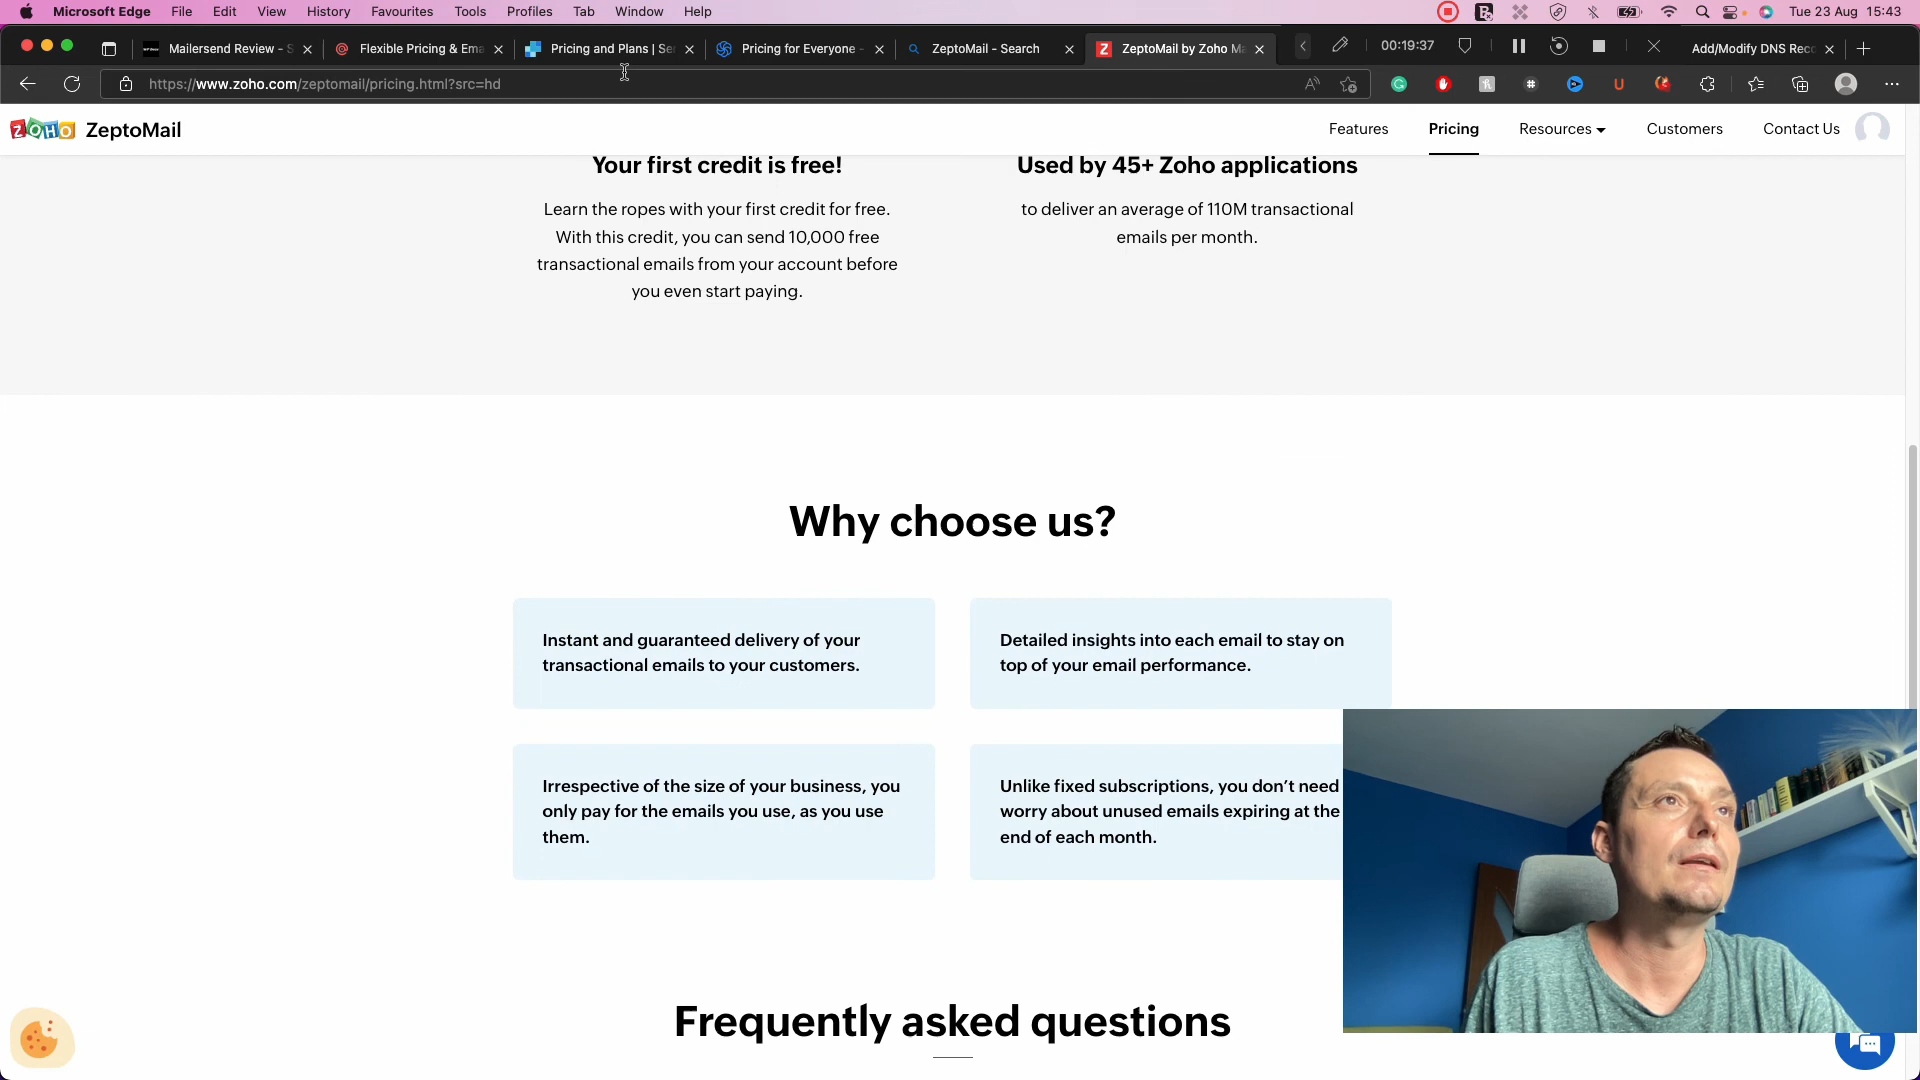 Microsoft Edge File Edit View History Favourites Tools Profiles Tab Window Help Tue 23 Aug 15:43
Mailersend Review - S Flexible Pricing & Ema Pricing and Plans | Se Pricing for Everyone - ZeptoMail - Search ZeptoMail by Zoho Ma 00:19:37 Add/Modify DNS Reco
https://www.zoho.com/zeptomail/pricing.html?src=hd
ZOHO ZeptoMail Features Pricing Resources Customers Contact Us
Your first credit is free!
Learn the ropes with your first credit for free.
With this credit, you can send 10,000 free
transactional emails from your account before
you even start paying.
Used by 45+ Zoho applications
to deliver an average of 110M transactional
emails per month.
Why choose us?
Instant and guaranteed delivery of your
transactional emails to your customers.
Detailed insights into each email to stay on
top of your email performance.
Irrespective of the size of your business, you
only pay for the emails you use, as you use
them.
Unlike fixed subscriptions, you don’t need
worry about unused emails expiring at the
end of each month.
Frequently asked questions